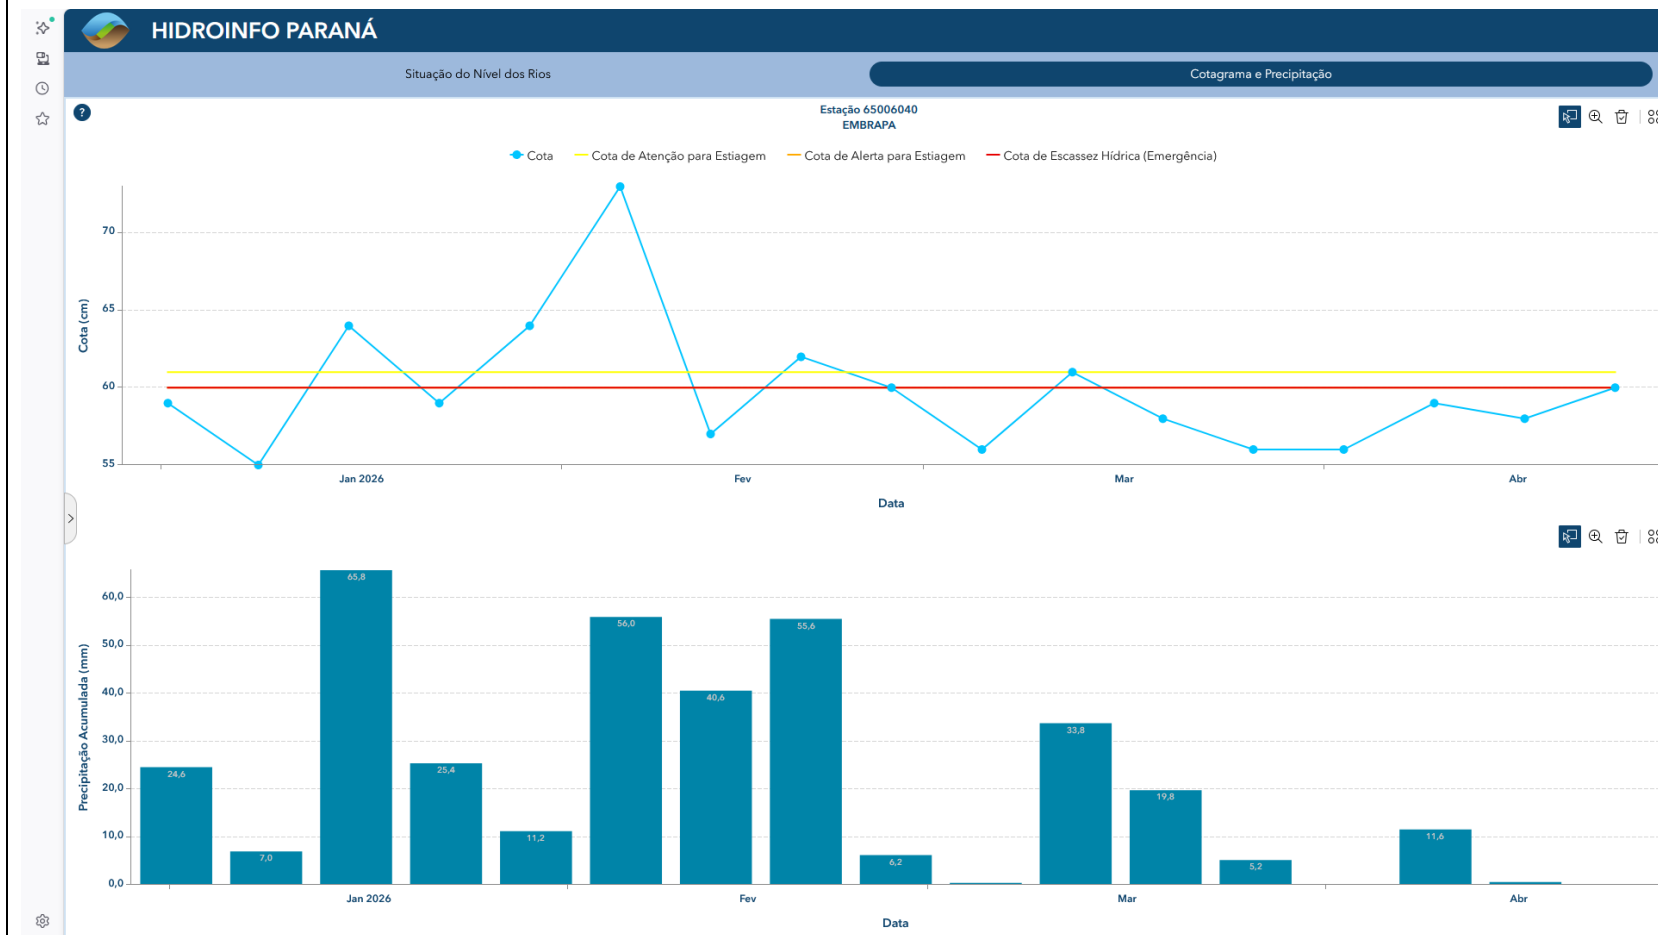 HIDROINFO PARANÁ
Situação do Nível dos Rios
Cotagrama e Precipitação
?
Estação 65006040
EMBRAPA
Cota
Cota de Atenção para Estiagem
Cota de Alerta para Estiagem
Cota de Escassez Hídrica (Emergência)
Cota (cm)
70
65
60
55
Jan 2026
Fev
Mar
Abr
Data
Precipitação Acumulada (mm)
60,0
50,0
40,0
30,0
20,0
10,0
0,0
24,6
7,0
65,8
25,4
11,2
56,0
40,6
55,6
6,2
33,8
19,8
5,2
11,6
Jan 2026
Fev
Mar
Abr
Data